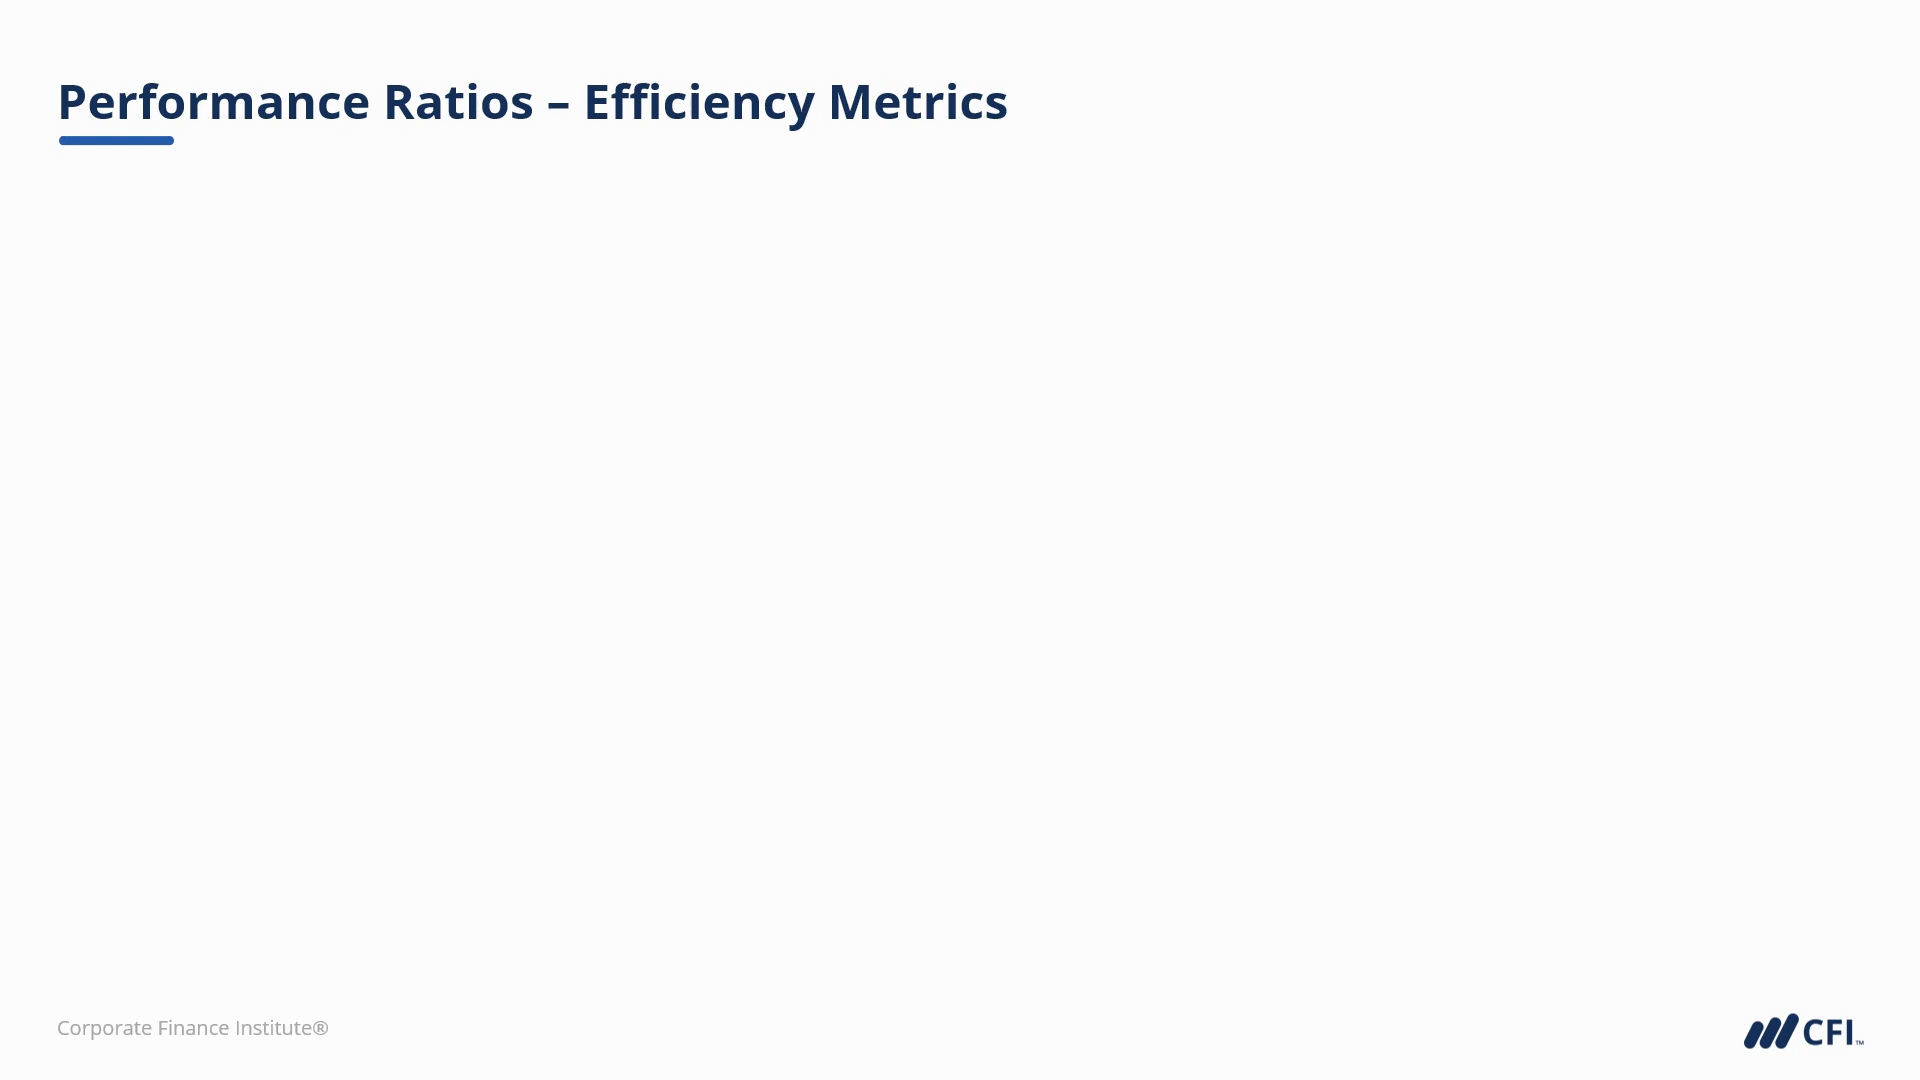 Performance Ratios – Efficiency Metrics
Corporate Finance Institute®
CFI™